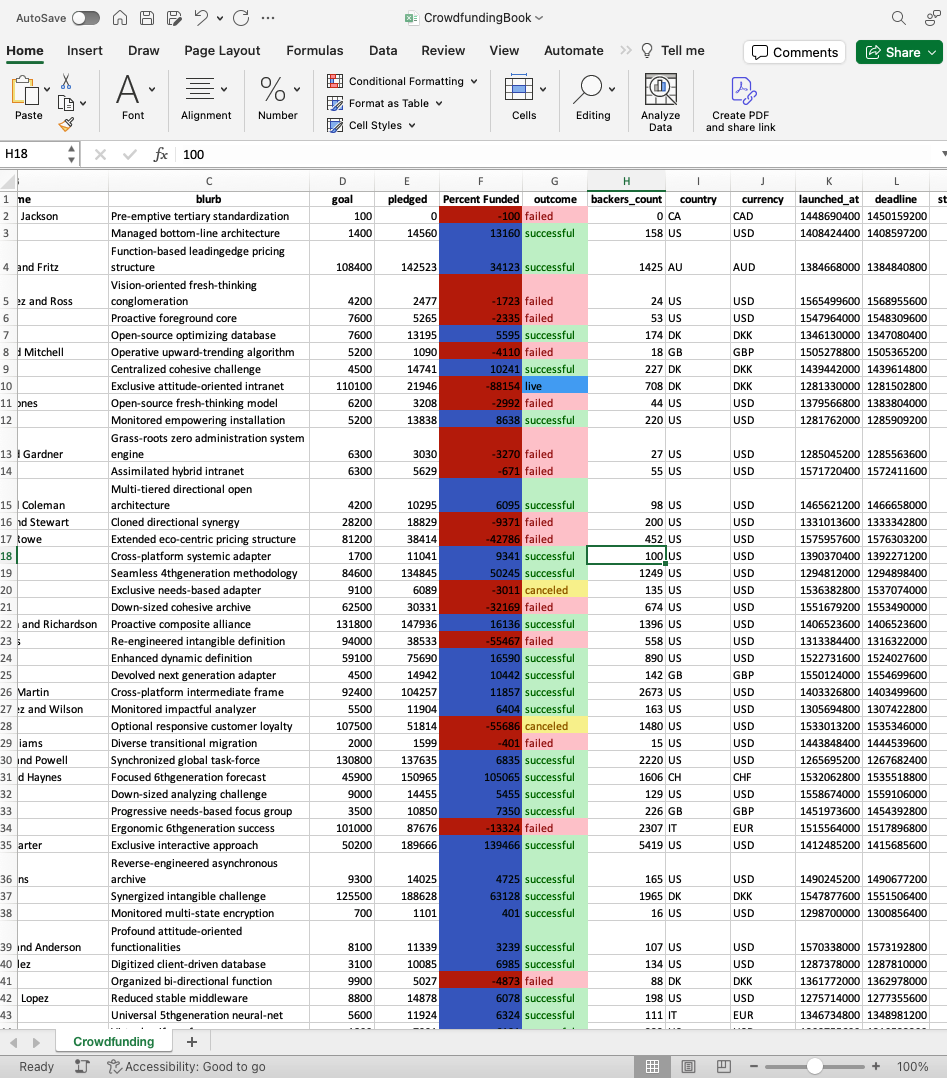 AutoSave
CrowdfundingBook
Home Insert Draw Page Layout Formulas Data Review View Automate Tell me Comments Share
Paste Font Alignment Number Conditional Formatting Format as Table Cell Styles Cells Editing Analyze Data Create PDF and share link
H18 fx 100
C D E F G H I J K L
1 me blurb goal pledged Percent Funded outcome backers_count country currency launched_at deadline st
2 Jackson Pre-emptive tertiary standardization 100 0 -100 failed 0 CA CAD 1448690400 1450159200
3 Managed bottom-line architecture 1400 14560 13160 successful 158 US USD 1408424400 1408597200
Function-based leadingedge pricing
4 and Fritz structure 108400 142523 34123 successful 1425 AU AUD 1384668000 1384840800
Vision-oriented fresh-thinking
5 ez and Ross conglomeration 4200 2477 -1723 failed 24 US USD 1565499600 1568955600
6 Proactive foreground core 7600 5265 -2335 failed 53 US USD 1547964000 1548309600
7 Open-source optimizing database 7600 13195 5595 successful 174 DK DKK 1346130000 1347080400
8 d Mitchell Operative upward-trending algorithm 5200 1090 -4110 failed 18 GB GBP 1505278800 1505365200
9 Centralized cohesive challenge 4500 14741 10241 successful 227 DK DKK 1439442000 1439614800
10 Exclusive attitude-oriented intranet 110100 21946 -88154 live 708 DK DKK 1281330000 1281502800
11 ones Open-source fresh-thinking model 6200 3208 -2992 failed 44 US USD 1379566800 1383804000
12 Monitored empowering installation 5200 13838 8638 successful 220 US USD 1281762000 1285909200
Grass-roots zero administration system
13 d Gardner engine 6300 3030 -3270 failed 27 US USD 1285045200 1285563600
14 Assimilated hybrid intranet 6300 5629 -671 failed 55 US USD 1571720400 1572411600
Multi-tiered directional open
15 Coleman architecture 4200 10295 6095 successful 98 US USD 1465621200 1466658000
16 nd Stewart Cloned directional synergy 28200 18829 -9371 failed 200 US USD 1331013600 1333342800
17 Rowe Extended eco-centric pricing structure 81200 38414 -42786 failed 452 US USD 1575957600 1576303200
18 Cross-platform systemic adapter 1700 11041 9341 successful 100 US USD 1390370400 1392271200
19 Seamless 4thgeneration methodology 84600 134845 50245 successful 1249 US USD 1294812000 1294898400
20 Exclusive needs-based adapter 9100 6089 -3011 canceled 135 US USD 1536382800 1537074000
21 Down-sized cohesive archive 62500 30331 -32169 failed 674 US USD 1551679200 1553490000
22 and Richardson Proactive composite alliance 131800 147936 16136 successful 1396 US USD 1406523600 1406523600
23 s Re-engineered intangible definition 94000 38533 -55467 failed 558 US USD 1313384400 1316322000
24 Enhanced dynamic definition 59100 75690 16590 successful 890 US USD 1522731600 1524027600
25 Devolved next generation adapter 4500 14942 10442 successful 142 GB GBP 1550124000 1554699600
26 Martin Cross-platform intermediate frame 92400 104257 11857 successful 2673 US USD 1403326800 1403499600
27 ez and Wilson Monitored impactful analyzer 5500 11904 6404 successful 163 US USD 1305694800 1307422800
28 Optional responsive customer loyalty 107500 51814 -55686 canceled 1480 US USD 1533013200 1535346000
29 iams Diverse transitional migration 2000 1599 -401 failed 15 US USD 1443848400 1444539600
30 and Powell Synchronized global task-force 130800 137635 6835 successful 2220 US USD 1265695200 1267682400
31 d Haynes Focused 6thgeneration forecast 45900 150965 105065 successful 1606 CH CHF 1532062800 1535518800
32 Down-sized analyzing challenge 9000 14455 5455 successful 129 US USD 1558674000 1559106000
33 Progressive needs-based focus group 3500 10850 7350 successful 226 GB GBP 1451973600 1454392800
34 Ergonomic 6thgeneration success 101000 87676 -13324 failed 2307 IT EUR 1515564000 1517896800
35 arter Exclusive interactive approach 50200 189666 139466 successful 5419 US USD 1412485200 1415685600
Reverse-engineered asynchronous
36 ns archive 9300 14025 4725 successful 165 US USD 1490245200 1490677200
37 Synergized intangible challenge 125500 188628 63128 successful 1965 DK DKK 1547877600 1551506400
38 Monitored multi-state encryption 700 1101 401 successful 16 US USD 1298700000 1300856400
Profound attitude-oriented
39 and Anderson functionalities 8100 11339 3239 successful 107 US USD 1570338000 1573192800
40 lez Digitized client-driven database 3100 10085 6985 successful 134 US USD 1287378000 1287810000
41 Organized bi-directional function 9900 5027 -4873 failed 88 DK DKK 1361772000 1362978000
42 Lopez Reduced stable middleware 8800 14878 6078 successful 198 US USD 1275714000 1277355600
43 Universal 5thgeneration neural-net 5600 11924 6324 successful 111 IT EUR 1346734800 1348981200
Crowdfunding
Ready Accessibility: Good to go 100%